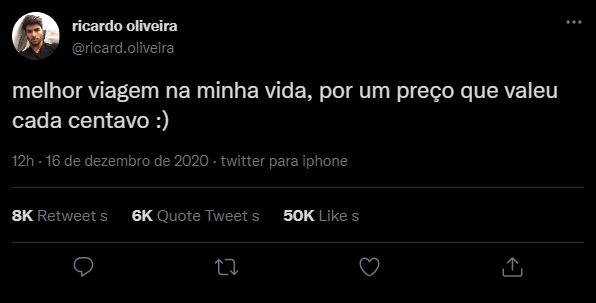 ricardo oliveira
@ricard.oliveira
melhor viagem na minha vida, por um preço que valeu
cada centavo :)
12h · 16 de dezembro de 2020 · twitter para iphone
8K Retweet s 6K Quote Tweet s 50K Like s